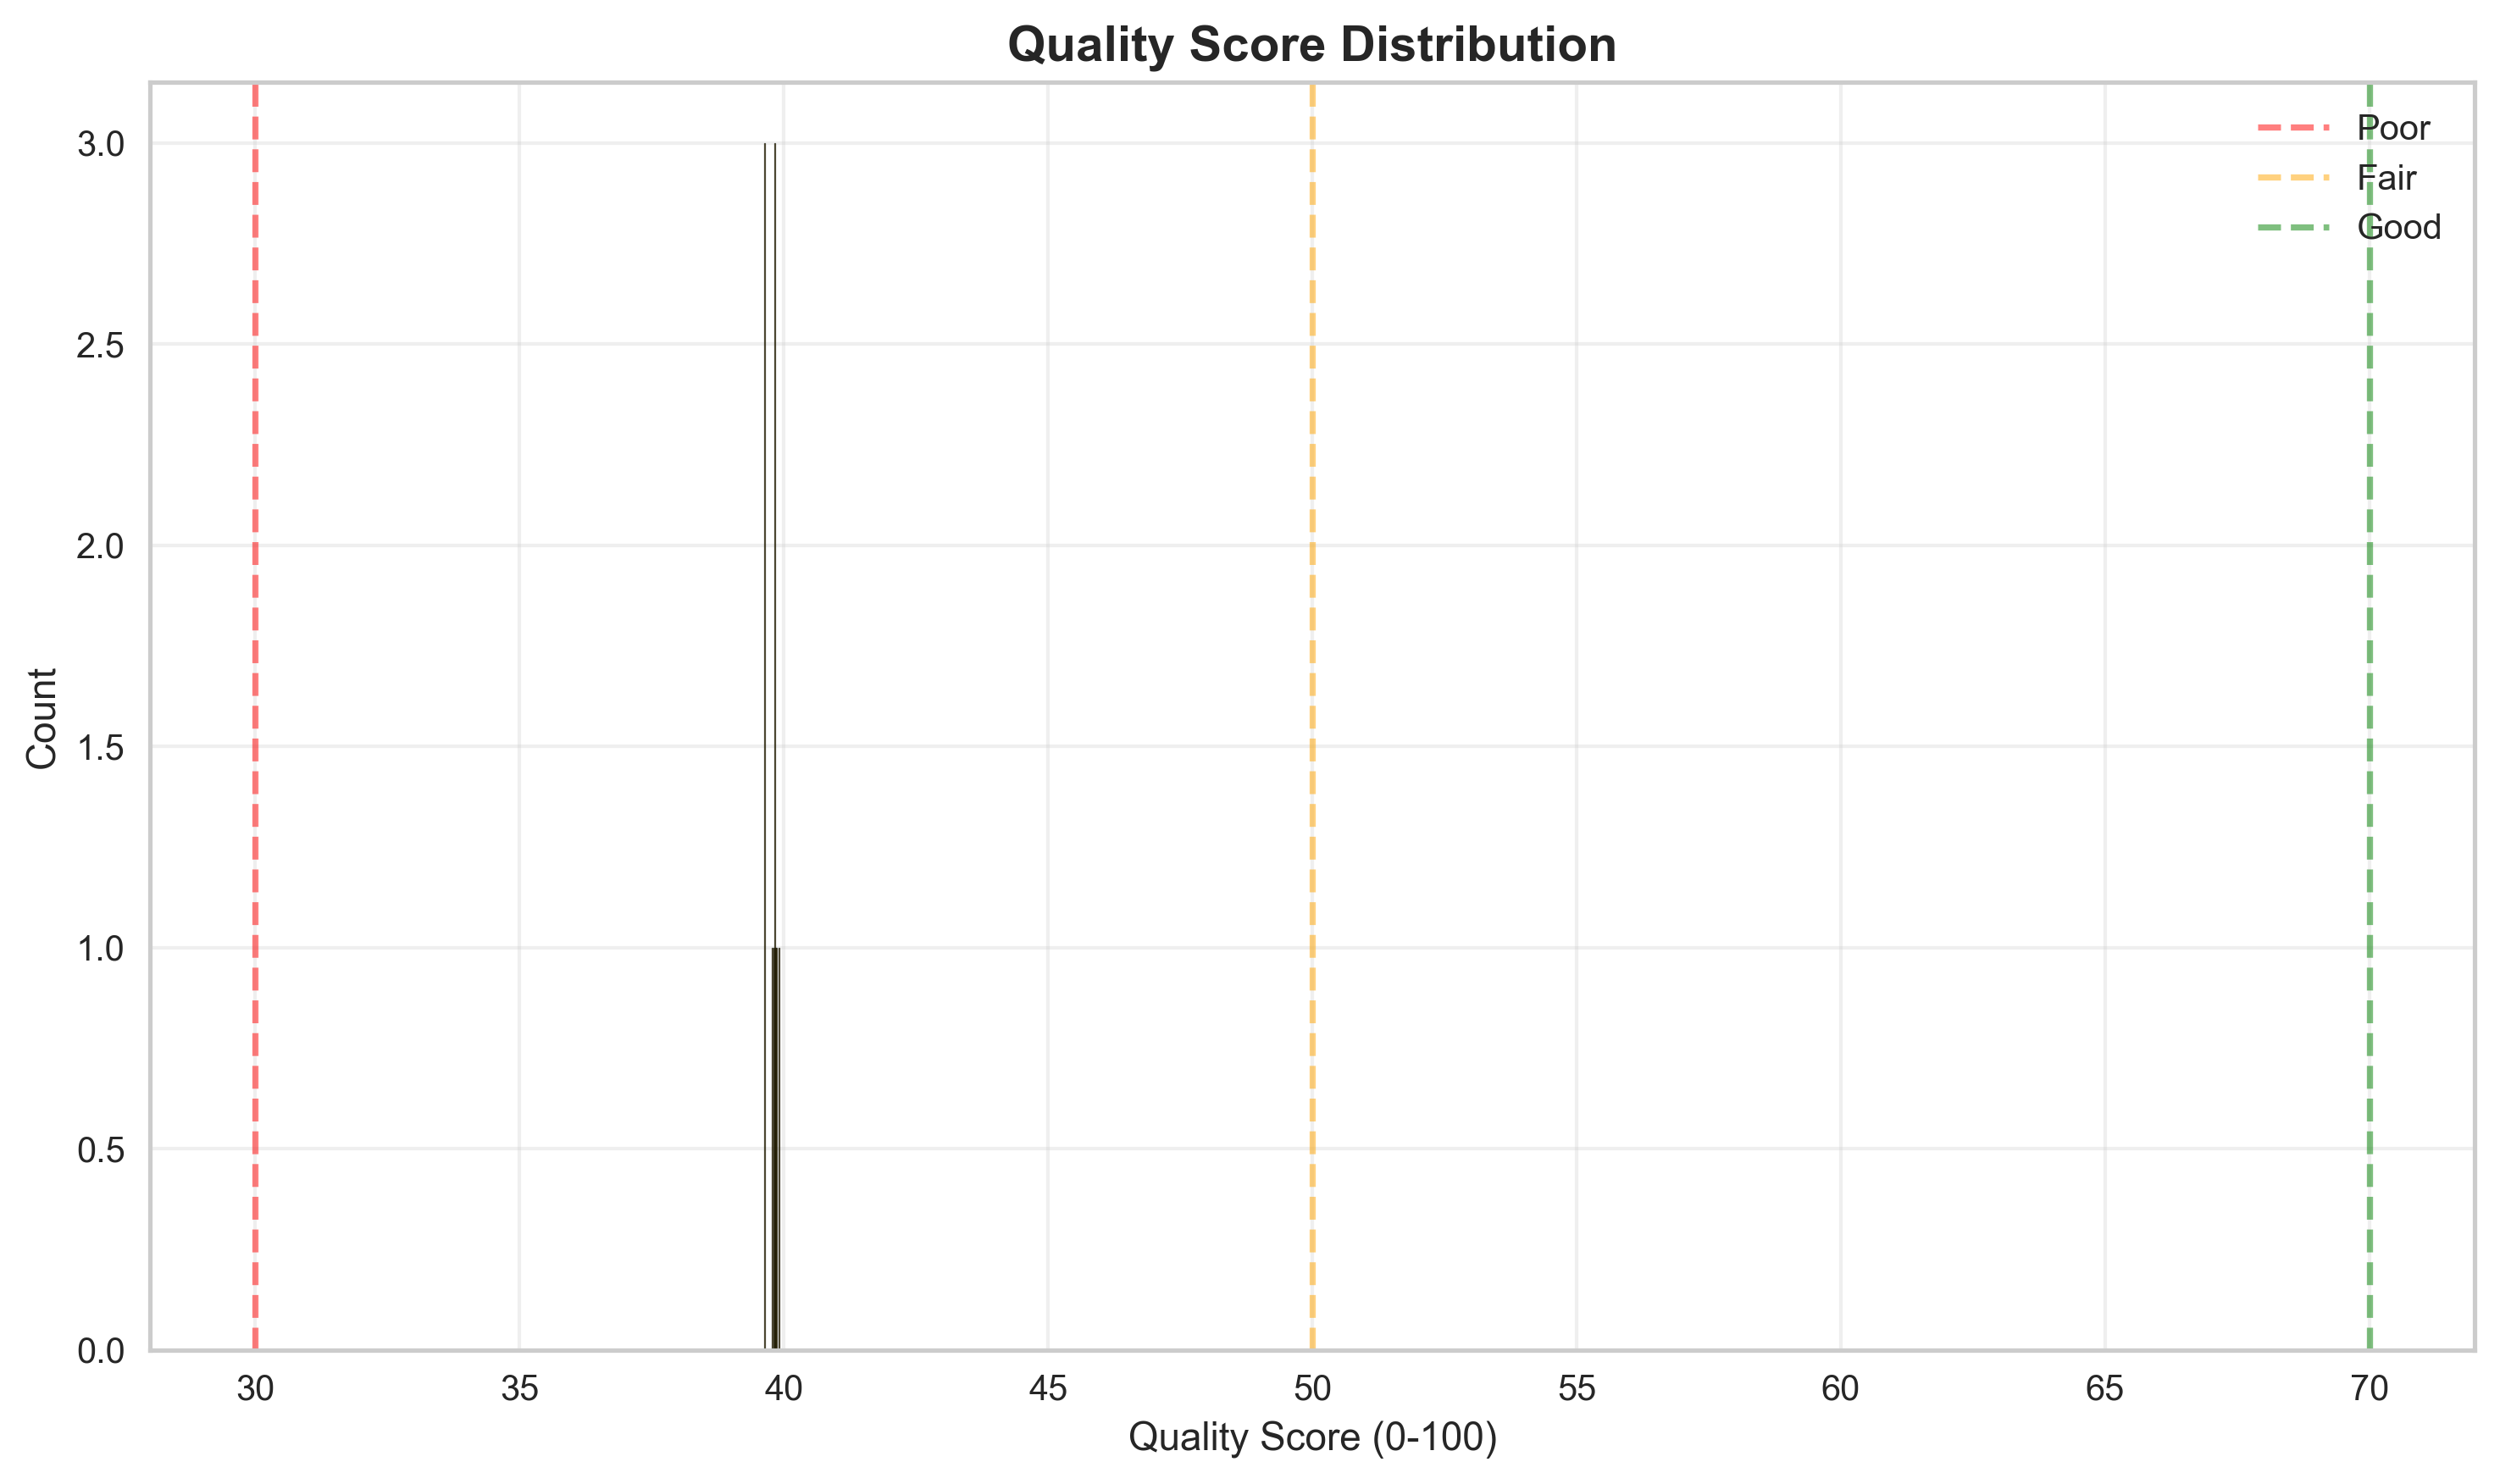 Quality Score Distribution
Poor
Fair
Good
3.0
2.5
2.0
1.5
1.0
0.5
0.0
Count
30 35 40 45 50 55 60 65 70
Quality Score (0-100)